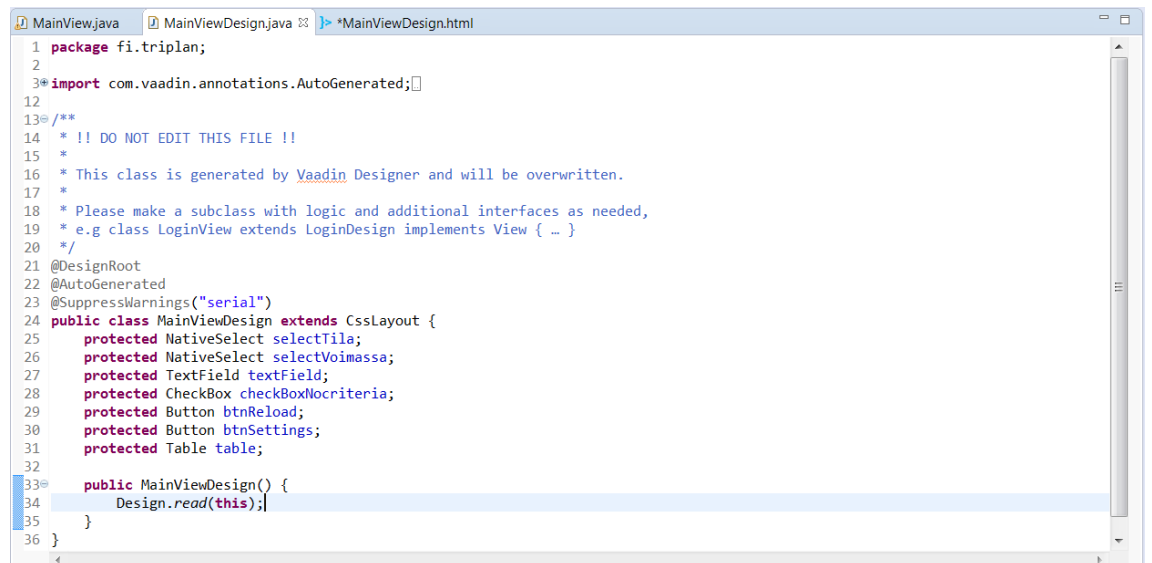 MainView.java MainViewDesign.java *MainViewDesign.html
1 package fi.triplan;
2
3 import com.vaadin.annotations.AutoGenerated;
12
13 /**
14  * !! DO NOT EDIT THIS FILE !!
15  *
16  * This class is generated by Vaadin Designer and will be overwritten.
17  *
18  * Please make a subclass with logic and additional interfaces as needed,
19  * e.g class LoginView extends LoginDesign implements View { … }
20  */
21 @DesignRoot
22 @AutoGenerated
23 @SuppressWarnings("serial")
24 public class MainViewDesign extends CssLayout {
25     protected NativeSelect selectTila;
26     protected NativeSelect selectVoimassa;
27     protected TextField textField;
28     protected CheckBox checkBoxNocriteria;
29     protected Button btnReload;
30     protected Button btnSettings;
31     protected Table table;
32
33     public MainViewDesign() {
34         Design.read(this);
35     }
36 }